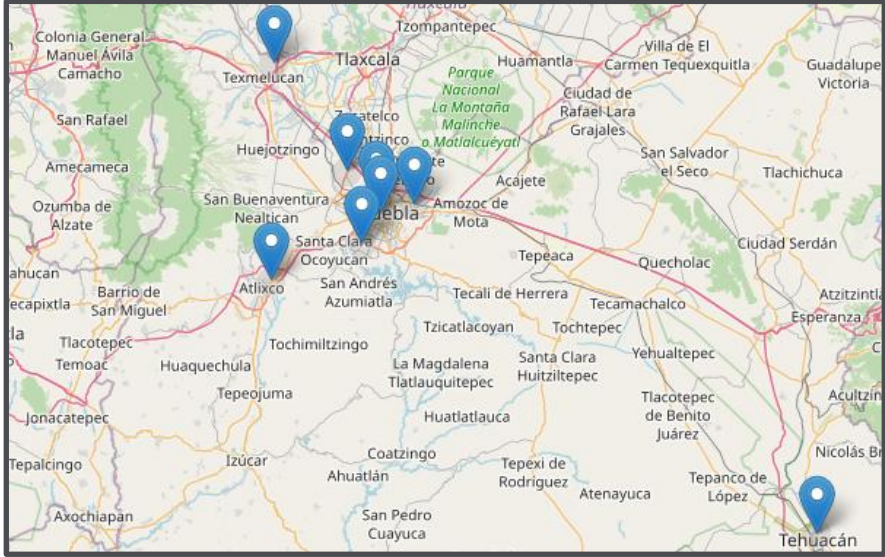 Tlaxcala
Tzompantepec
Colonia General
Manuel Ávila
Camacho
Texmelucan
Tlaxcala
Huamantla
Villa de El
Carmen Tequexquitla
Guadalupe
Victoria
Parque
Nacional
La Montaña
Malinche
o Matlalcuéyatl
Ciudad de
Rafael Lara
Grajales
San Rafael
Huejotzingo
San Salvador
el Seco
Amecameca
Tlachichuca
Acajete
Ozumba de
Alzate
San Buenaventura
Nealtican
Amozoc de
Mota
Santa Clara
Ocoyucan
Ciudad Serdán
Tepeaca
Quecholac
ahuacan
ecapixtla
Barrio de
San Miguel
Atlixco
San Andrés
Azumiatla
Tecali de Herrera
Tecamachalco
Atzitzintla
Esperanza
Tzicatlacoyan
Tochtepec
Tlacotepec
Temoac
Tochimiltzingo
Huaquechula
La Magdalena
Tlatlauquitepec
Santa Clara
Huitziltepec
Yehualtepec
Tepeojuma
Tlacotepec
de Benito
Juárez
Acultzin
Jonacatepec
Huatlatlauca
Coatzingo
Nicolás Br
Tepalcingo
Izúcar
Ahuatlán
Tepexi de
Rodríguez
Tepanco de
López
Atenayuca
Axochiapan
San Pedro
Cuayuca
Tehuacán